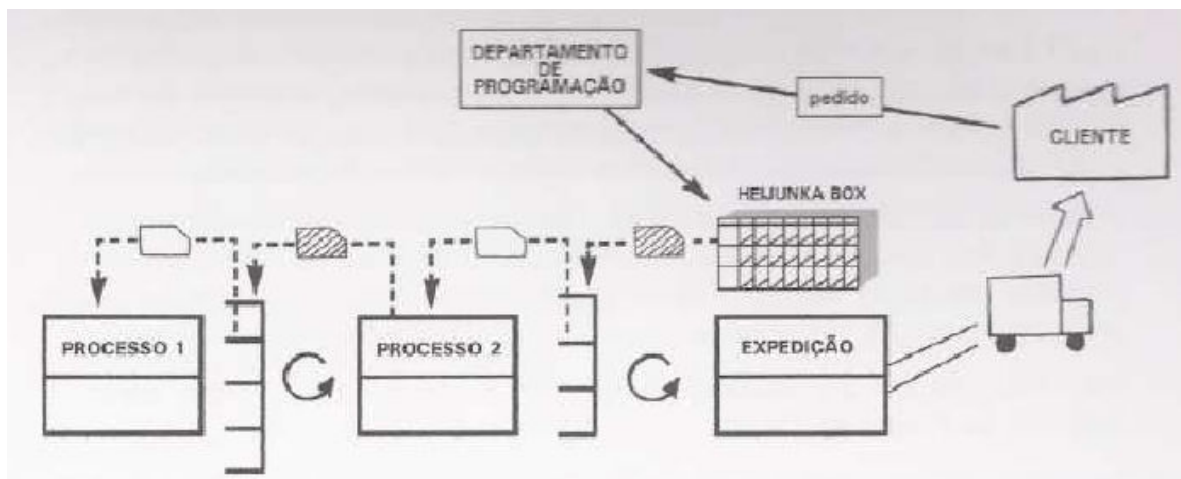 DEPARTAMENTO
DE
PROGRAMAÇÃO
pedido
CLIENTE
HEIJUNKA BOX
PROCESSO 1
PROCESSO 2
EXPEDIÇÃO